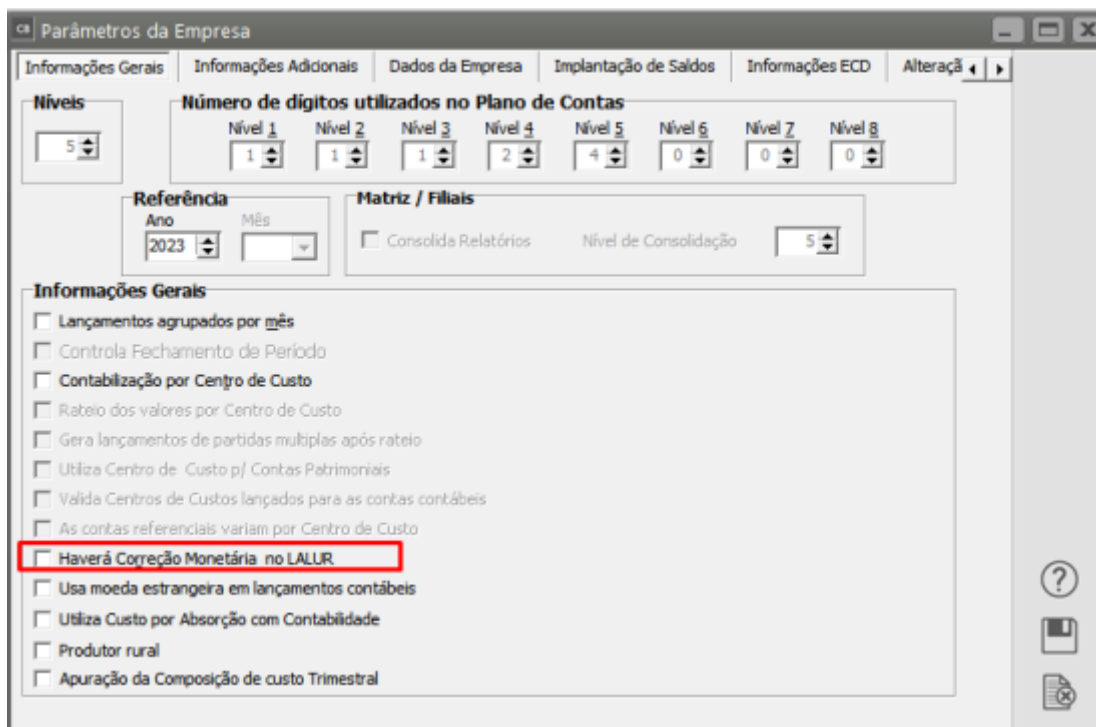 CB Parâmetros da Empresa
Informações Gerais Informações Adicionais Dados da Empresa Implantação de Saldos Informações ECD Alteraçã
Níveis Número de dígitos utilizados no Plano de Contas
Nível 1 Nível 2 Nível 3 Nível 4 Nível 5 Nível 6 Nível 7 Nível 8
5 1 1 1 2 4 0 0 0
Referência Matriz / Filiais
Ano Mês
2023 Consolida Relatórios Nível de Consolidação 5
Informações Gerais
Lançamentos agrupados por mês
Controla Fechamento de Período
Contabilização por Centro de Custo
Rateio dos valores por Centro de Custo
Gera lançamentos de partidas multiplas após rateio
Utiliza Centro de Custo p/ Contas Patrimoniais
Valida Centros de Custos lançados para as contas contábeis
As contas referenciais variam por Centro de Custo
Haverá Correção Monetária no LALUR
Usa moeda estrangeira em lançamentos contábeis
Utiliza Custo por Absorção com Contabilidade
Produtor rural
Apuração da Composição de custo Trimestral